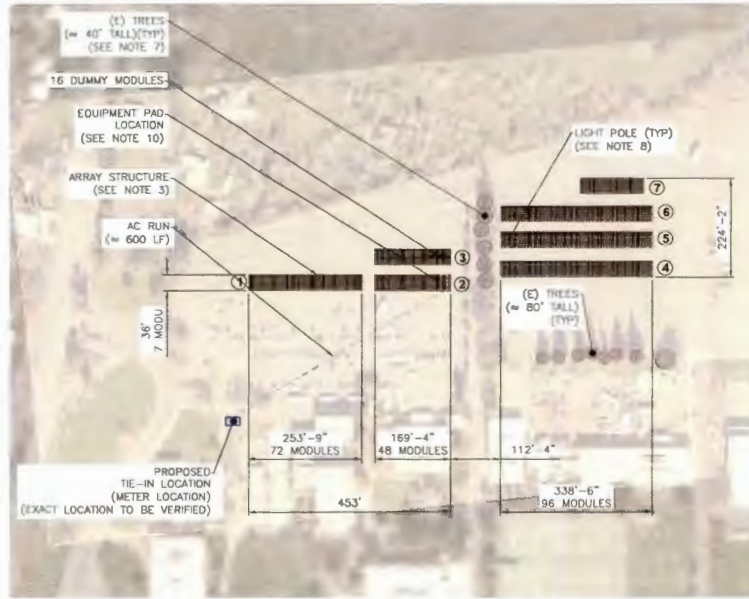 (E) TREES
(≈ 40' TALL)(TYP)
(SEE NOTE 7)
16 DUMMY MODULES
EQUIPMENT PAD
LOCATION
(SEE NOTE 10)
ARRAY STRUCTURE
(SEE NOTE 3)
AC RUN
(≈ 600 LF)
LIGHT POLE (TYP)
(SEE NOTE 8)
7
6
5
4
3
2
1
224'-2"
36'
7 MODU
(E) TREES
(≈ 80' TALL)
(TYP)
253'-9"
72 MODULES
169'-4"
48 MODULES
112'-4"
453'
338'-6"
96 MODULES
PROPOSED
TIE-IN LOCATION
(METER LOCATION)
(EXACT LOCATION TO BE VERIFIED)